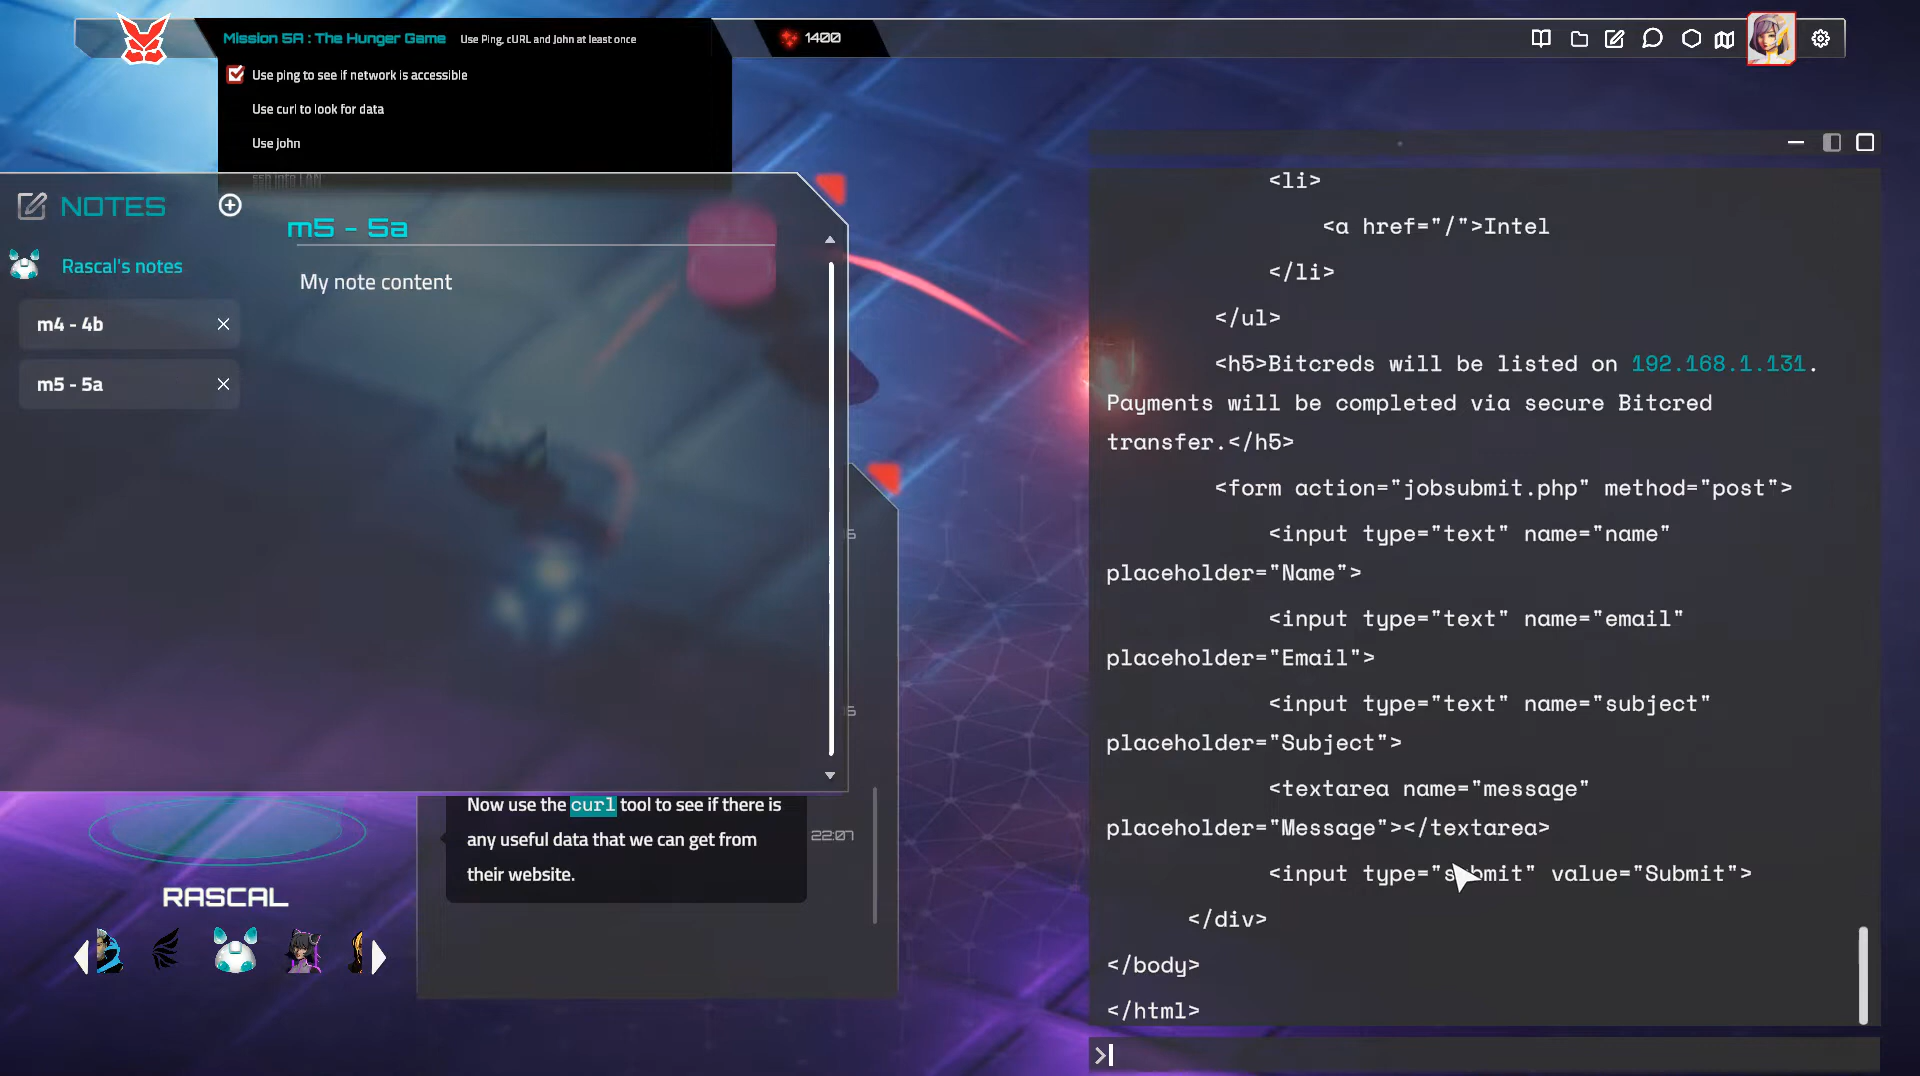 Mission 5A : The Hunger Game Use Ping, cURL and John at least once
1400
Use ping to see if network is accessible
Use curl to look for data
Use john
ssh into LAN
NOTES
Rascal's notes
m4 - 4b
m5 - 5a
m5 - 5a
My note content
Now use the curl tool to see if there is
any useful data that we can get from
their website.
22:07
RASCAL
<li>
<a href="/">Intel
</li>
</ul>
<h5>Bitcreds will be listed on 192.168.1.131.
Payments will be completed via secure Bitcred
transfer.</h5>
<form action="jobsubmit.php" method="post">
<input type="text" name="name"
placeholder="Name">
<input type="text" name="email"
placeholder="Email">
<input type="text" name="subject"
placeholder="Subject">
<textarea name="message"
placeholder="Message"></textarea>
<input type="submit" value="Submit">
</div>
</body>
</html>
>